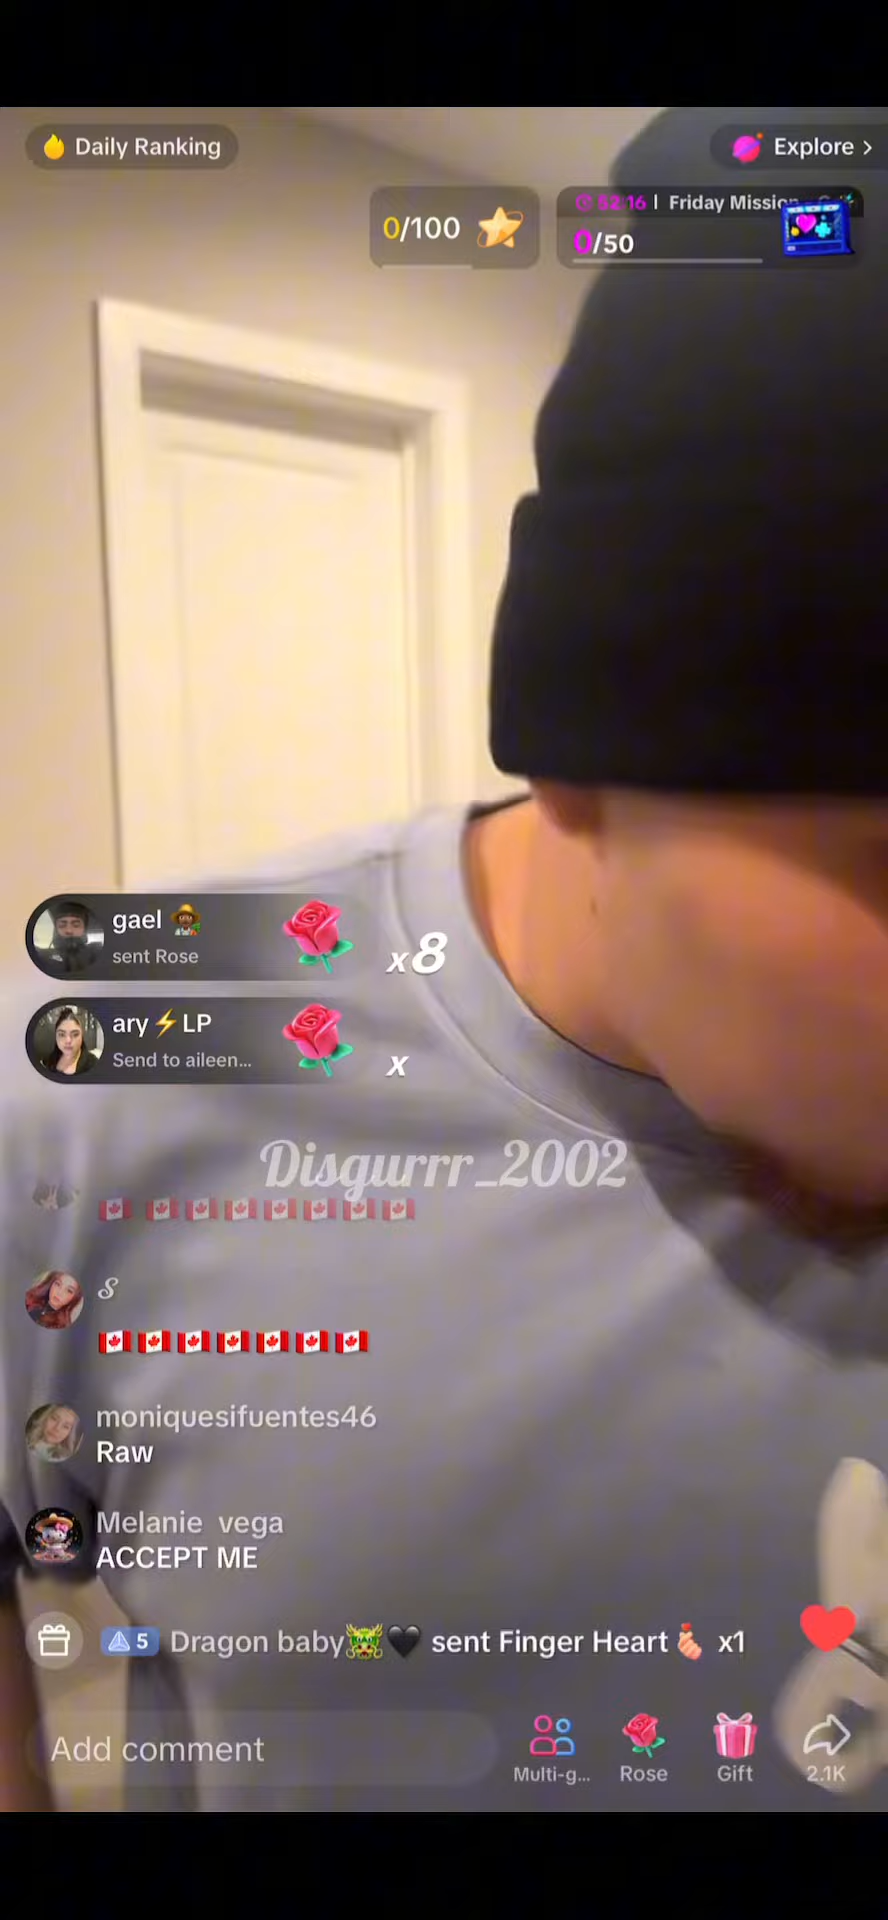 Daily Ranking
Explore >
0/100
52:16 | Friday Mission
0/50
gael
sent Rose
x8
ary⚡LP
Send to aileen...
x
Disgurrr_2002
🇨🇦 🇨🇦 🇨🇦 🇨🇦 🇨🇦 🇨🇦 🇨🇦 🇨🇦
𝒮
🇨🇦 🇨🇦 🇨🇦 🇨🇦 🇨🇦 🇨🇦 🇨🇦
moniquesifuentes46
Raw
Melanie vega
ACCEPT ME
5 Dragon baby🐲🖤 sent Finger Heart x1
Add comment
Multi-g...
Rose
Gift
2.1K